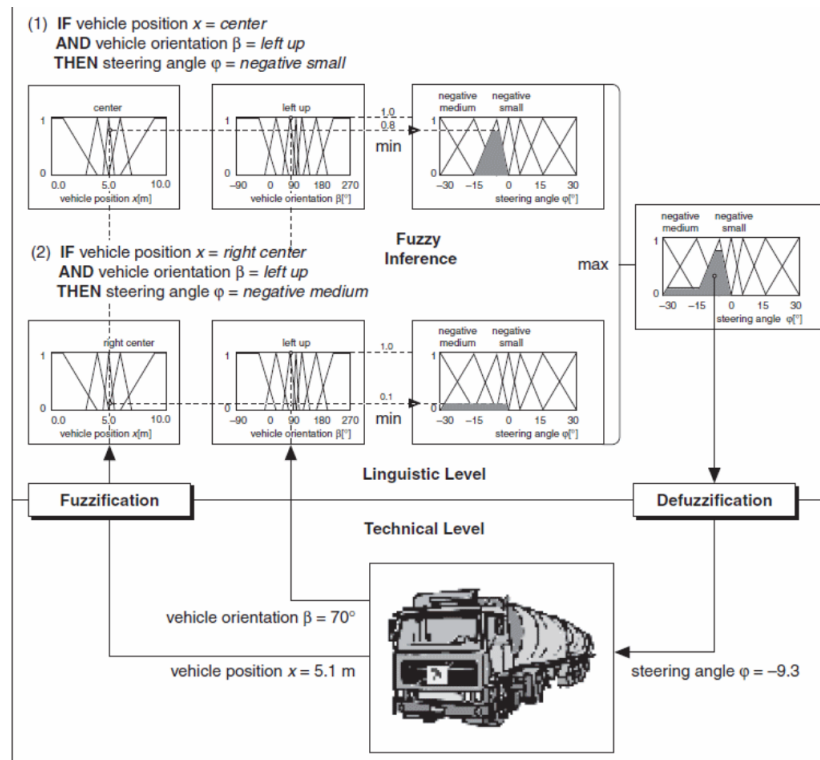 (1) IF vehicle position x = center
AND vehicle orientation β = left up
THEN steering angle φ = negative small
center
1
0
0.0 5.0 10.0
vehicle position x[m]
left up
1
0
−90 0 90 180 270
vehicle orientation β[°]
1.0
0.8
min
negative medium
negative small
1
0
−30 −15 0 15 30
steering angle φ[°]
Fuzzy
Inference
max
negative medium
negative small
1
0
−30 −15 0 15 30
steering angle φ[°]
(2) IF vehicle position x = right center
AND vehicle orientation β = left up
THEN steering angle φ = negative medium
right center
1
0
0.0 5.0 10.0
vehicle position x[m]
left up
1
0
−90 0 90 180 270
vehicle orientation β[°]
1.0
0.1
min
negative medium
negative small
1
0
−30 −15 0 15 30
steering angle φ[°]
Linguistic Level
Fuzzification
Defuzzification
Technical Level
vehicle orientation β = 70°
vehicle position x = 5.1 m
steering angle φ = −9.3